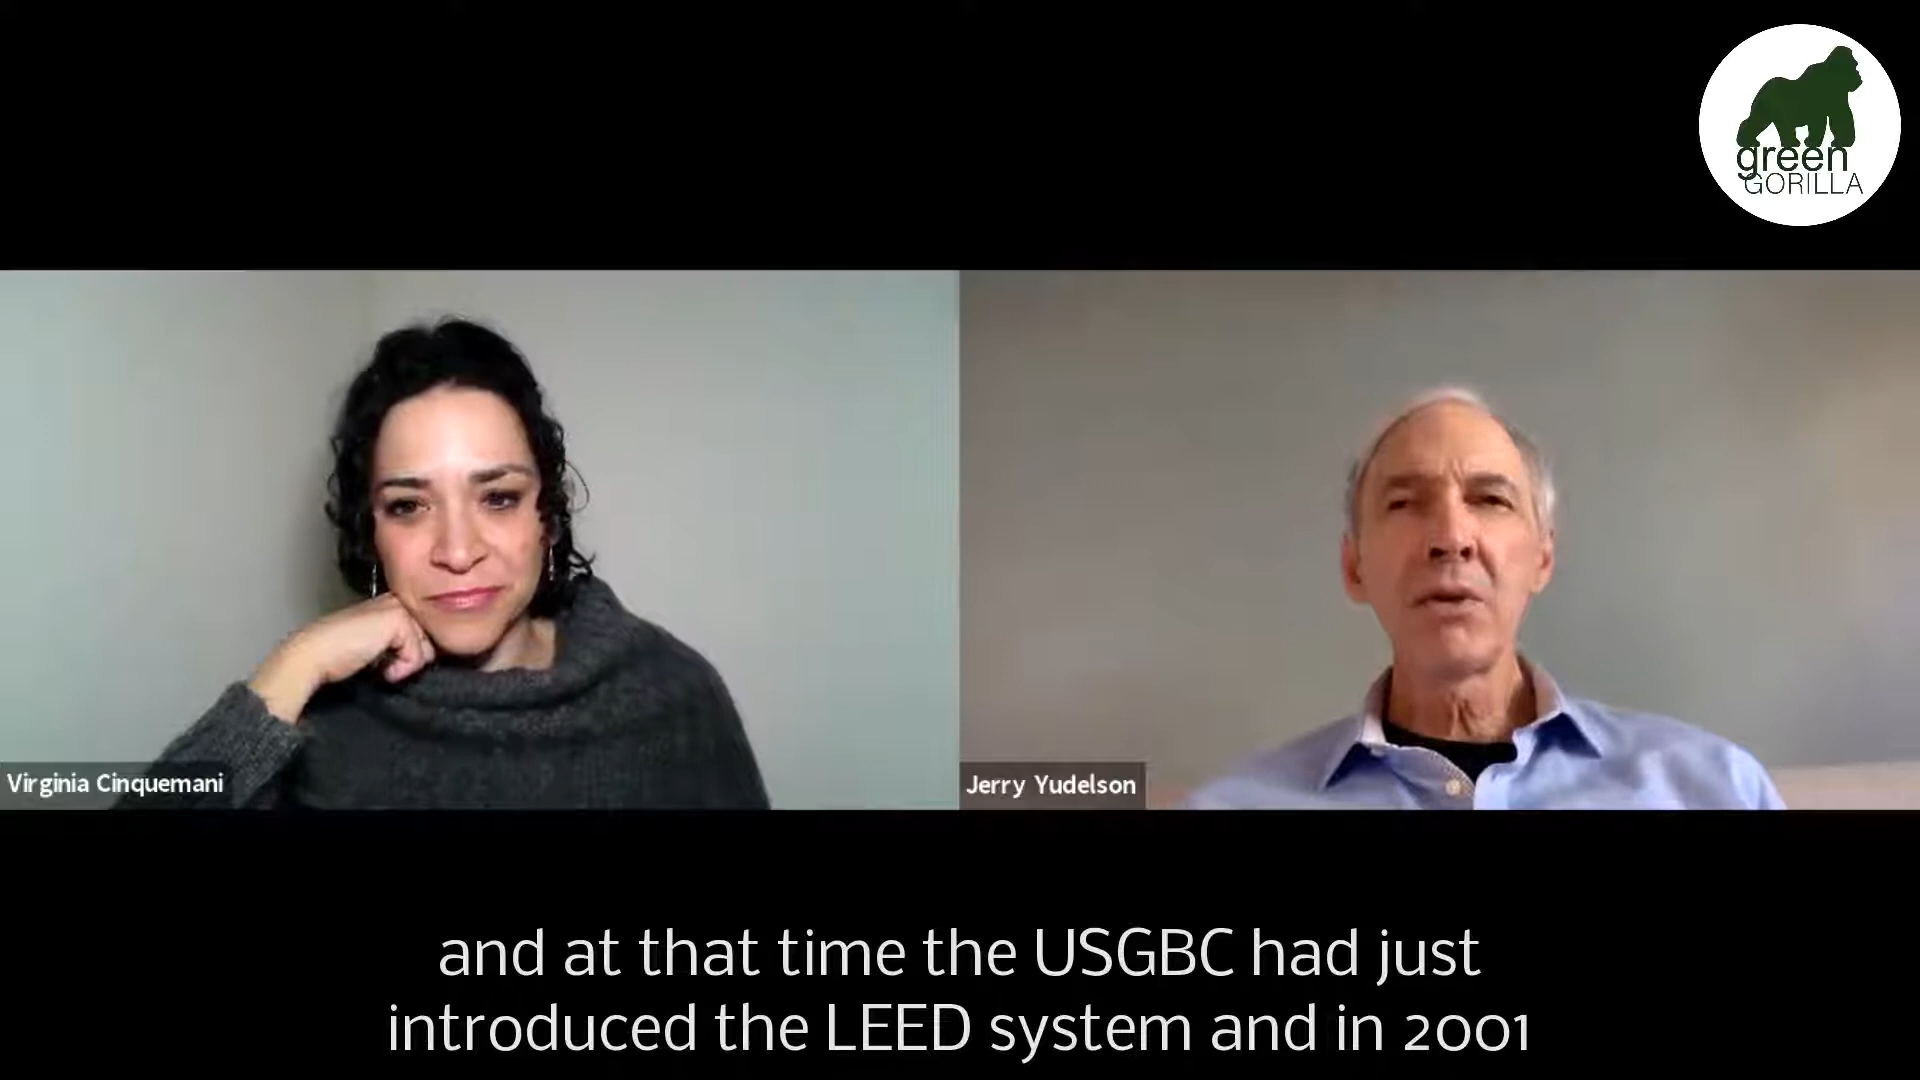 green
GORILLA
Virginia Cinquemani
Jerry Yudelson
and at that time the USGBC had just
introduced the LEED system and in 2001